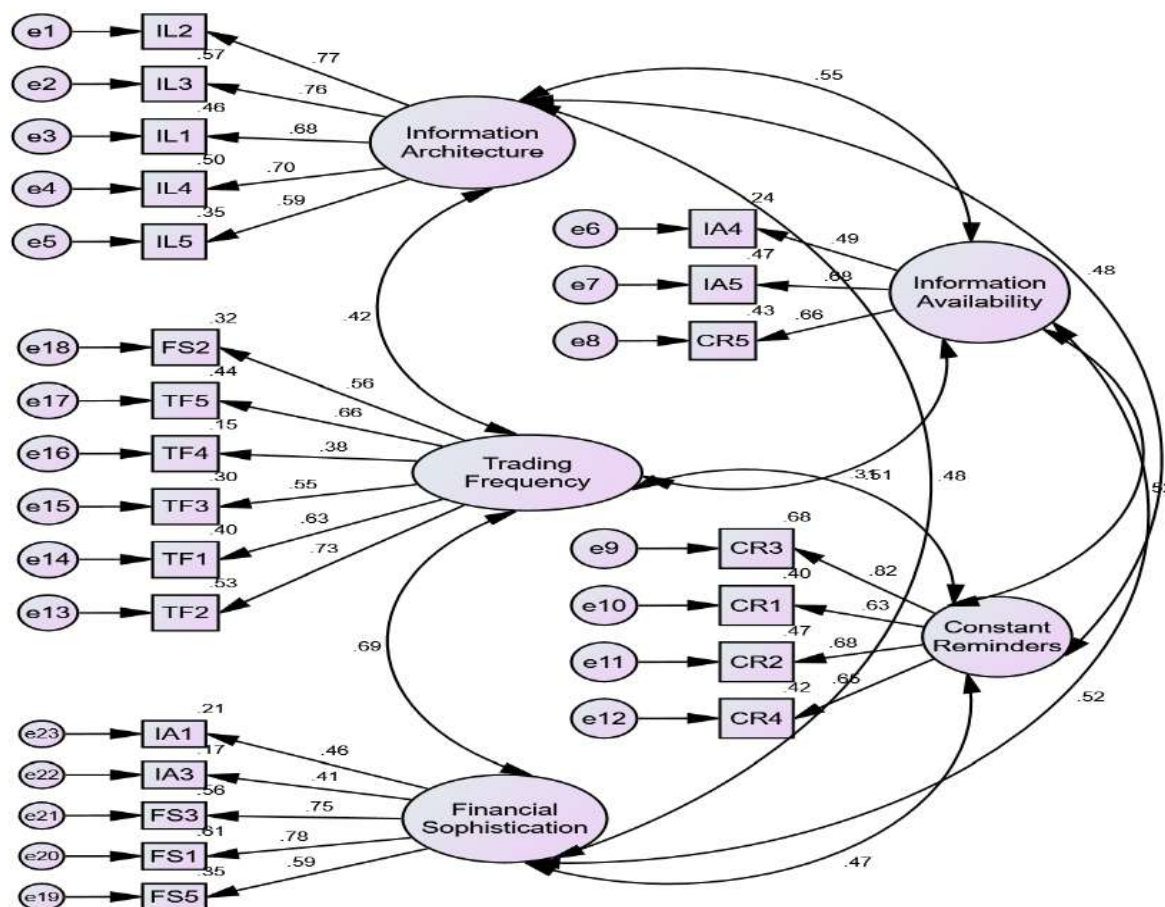 e1
IL2
.57
.77
e2
IL3
.76
.46
e3
IL1
.68
.50
e4
IL4
.70
.35
.59
e5
IL5
Information
Architecture
.55
.24
e6
IA4
.49
.47
e7
IA5
.68
.43
e8
CR5
.66
Information
Availability
.48
.42
.32
e18
FS2
.56
.44
e17
TF5
.66
.15
e16
TF4
.38
.30
e15
TF3
.55
.40
e14
TF1
.63
.53
.73
e13
TF2
Trading
Frequency
.31
.51
.48
.68
e9
CR3
.82
.40
e10
CR1
.63
.47
e11
CR2
.68
.42
.65
e12
CR4
Constant
Reminders
.69
.52
.21
e23
IA1
.46
.17
e22
IA3
.41
.56
e21
FS3
.75
.61
e20
FS1
.78
.35
.59
e19
FS5
Financial
Sophistication
.47